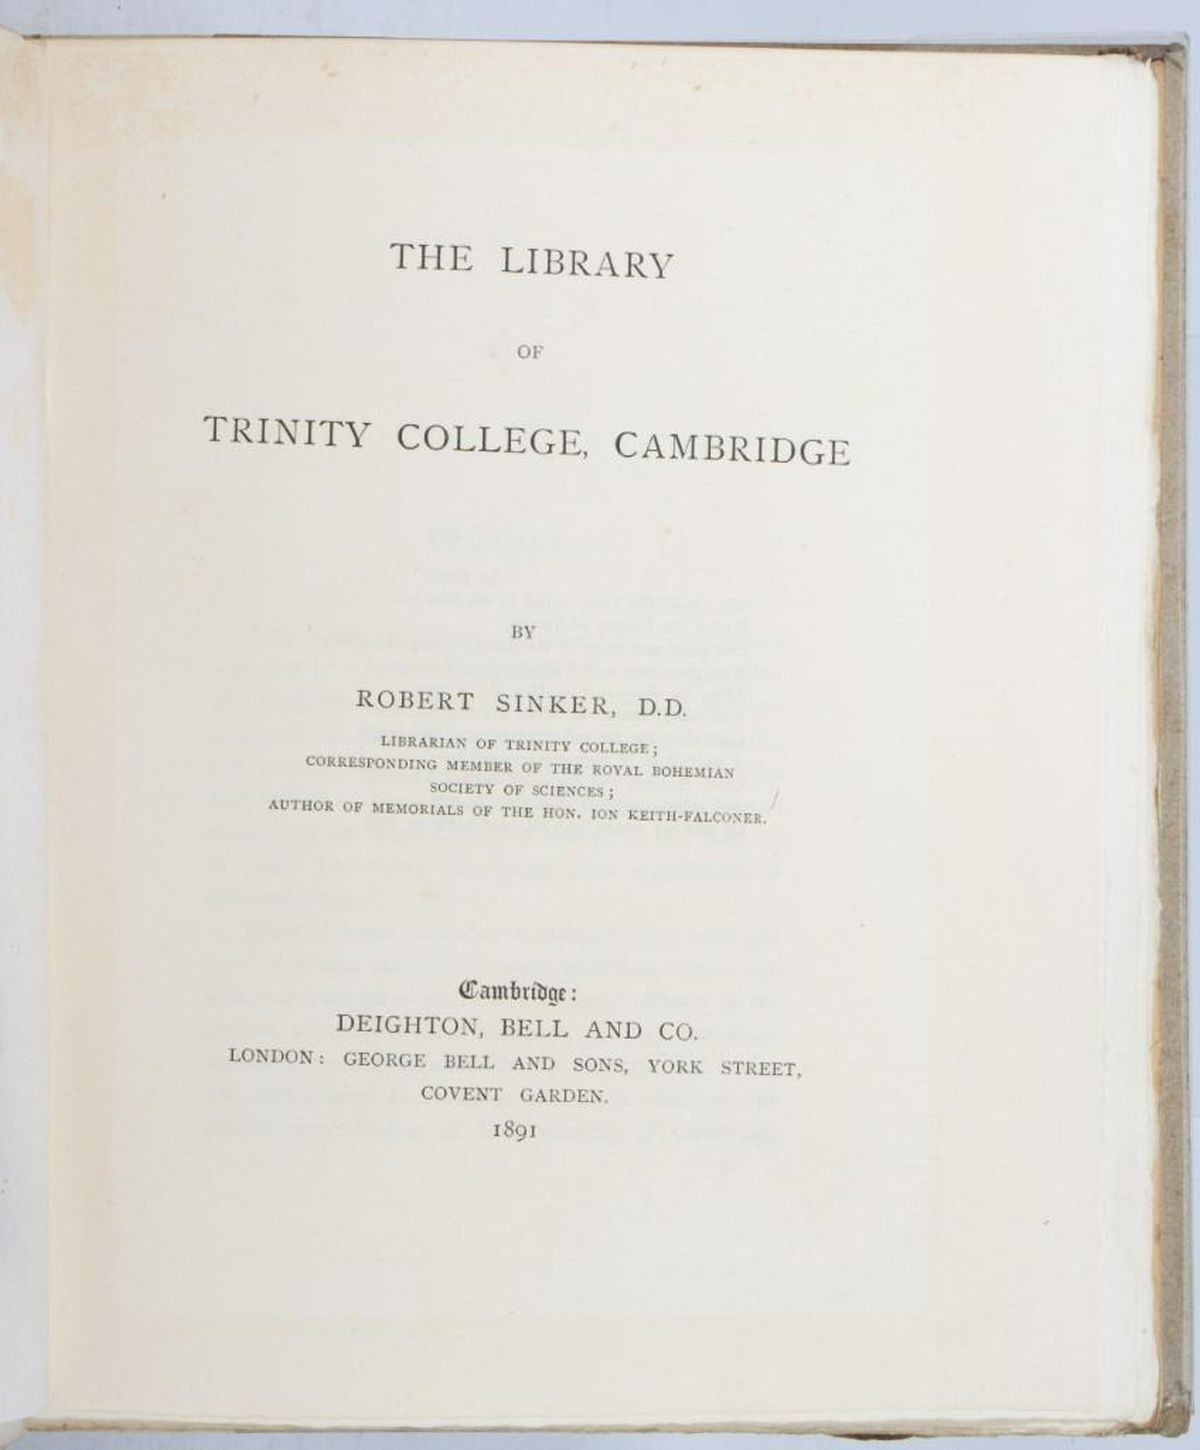 THE LIBRARY
OF
TRINITY COLLEGE, CAMBRIDGE
BY
ROBERT SINKER, D.D.
LIBRARIAN OF TRINITY COLLEGE;
CORRESPONDING MEMBER OF THE ROYAL BOHEMIAN
SOCIETY OF SCIENCES;
AUTHOR OF MEMORIALS OF THE HON. ION KEITH-FALCONER.
Cambridge:
DEIGHTON, BELL AND CO.
LONDON: GEORGE BELL AND SONS, YORK STREET,
COVENT GARDEN.
1891